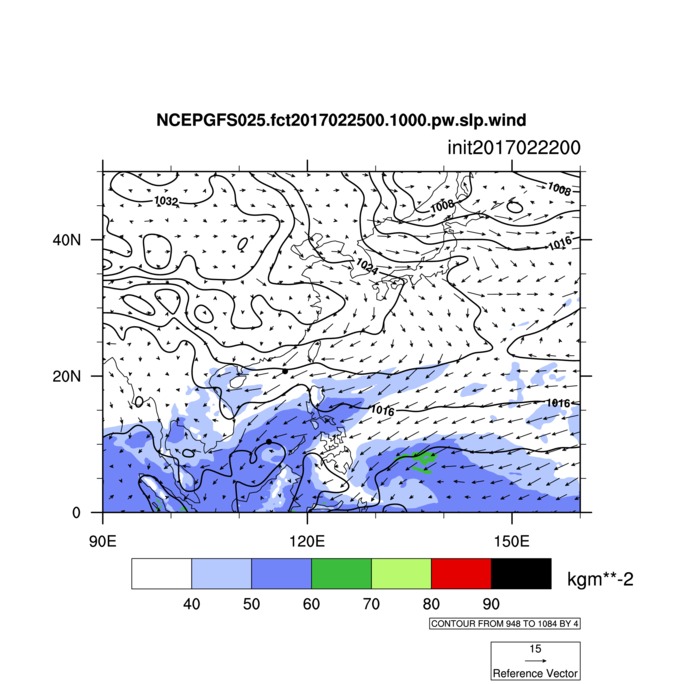 NCEPGFS025.fct2017022500.1000.pw.slp.wind
init2017022200
1032
1008
1008
40N
1016
1024
20N
1016
1016
0
90E 120E 150E
kgm**-2
40 50 60 70 80 90
CONTOUR FROM 948 TO 1084 BY 4
15
Reference Vector